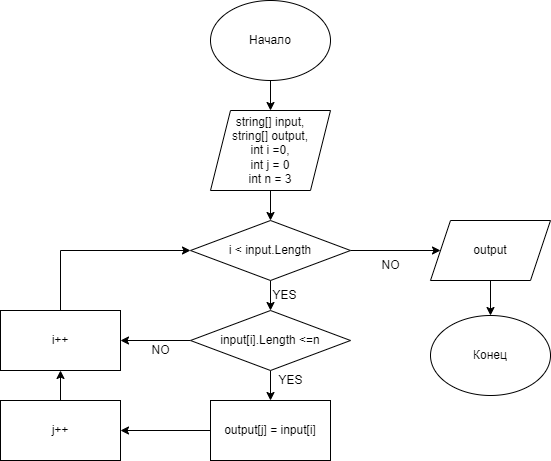 Начало
string[] input,
string[] output,
int i =0,
int j = 0
int n = 3
i < input.Length
NO
output
YES
i++
NO
input[i].Length <=n
Конец
YES
j++
output[j] = input[i]